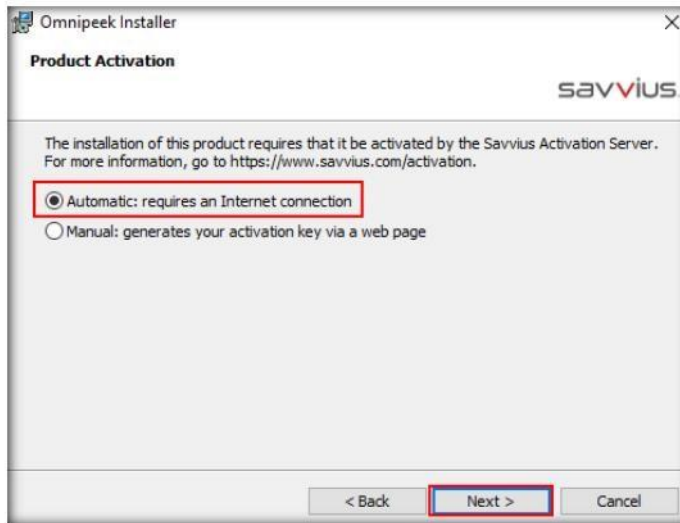 Omnipeek Installer
Product Activation
savvius.
The installation of this product requires that it be activated by the Savvius Activation Server.
For more information, go to https://www.savvius.com/activation.
Automatic: requires an Internet connection
Manual: generates your activation key via a web page
< Back
Next >
Cancel